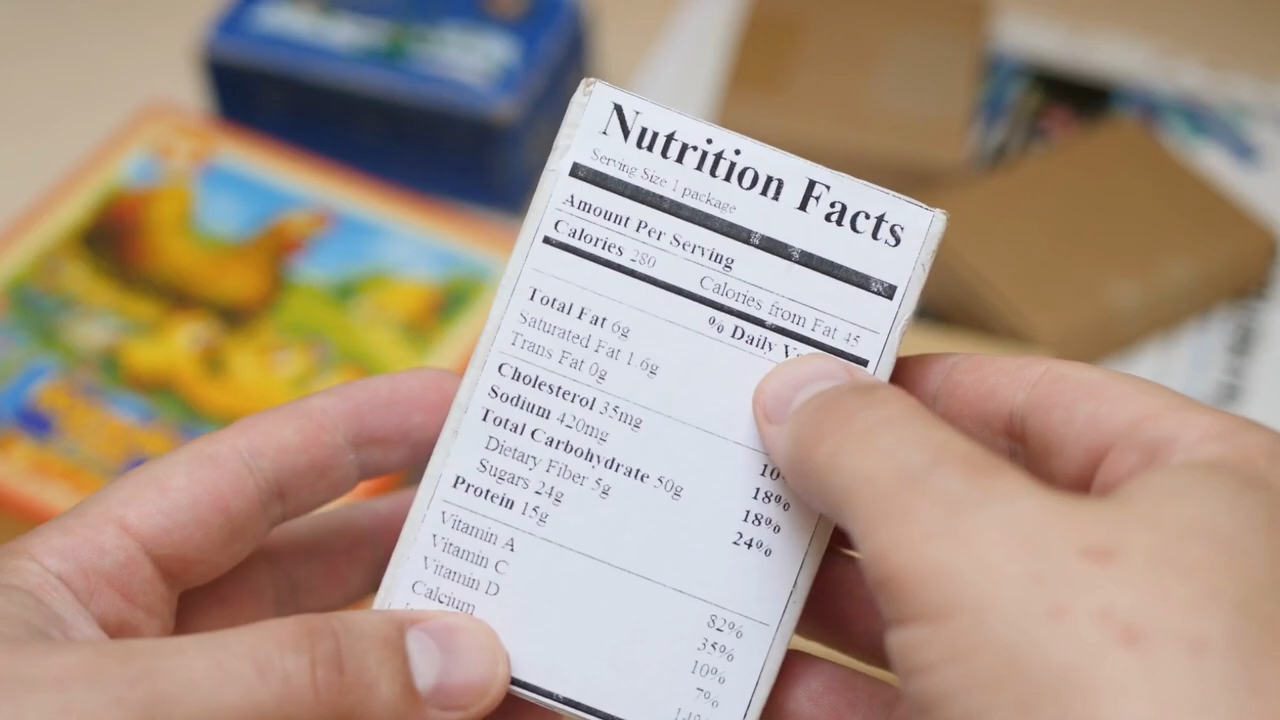 Nutrition Facts
Serving Size 1 package
Amount Per Serving
Calories 280 Calories from Fat 45
% Daily
Total Fat 6g
Saturated Fat 1.6g
Trans Fat 0g
Cholesterol 35mg
Sodium 420mg 18%
Total Carbohydrate 50g 18%
Dietary Fiber 5g 24%
Sugars 24g
Protein 15g
Vitamin A 82%
Vitamin C 35%
Vitamin D 10%
Calcium 7%